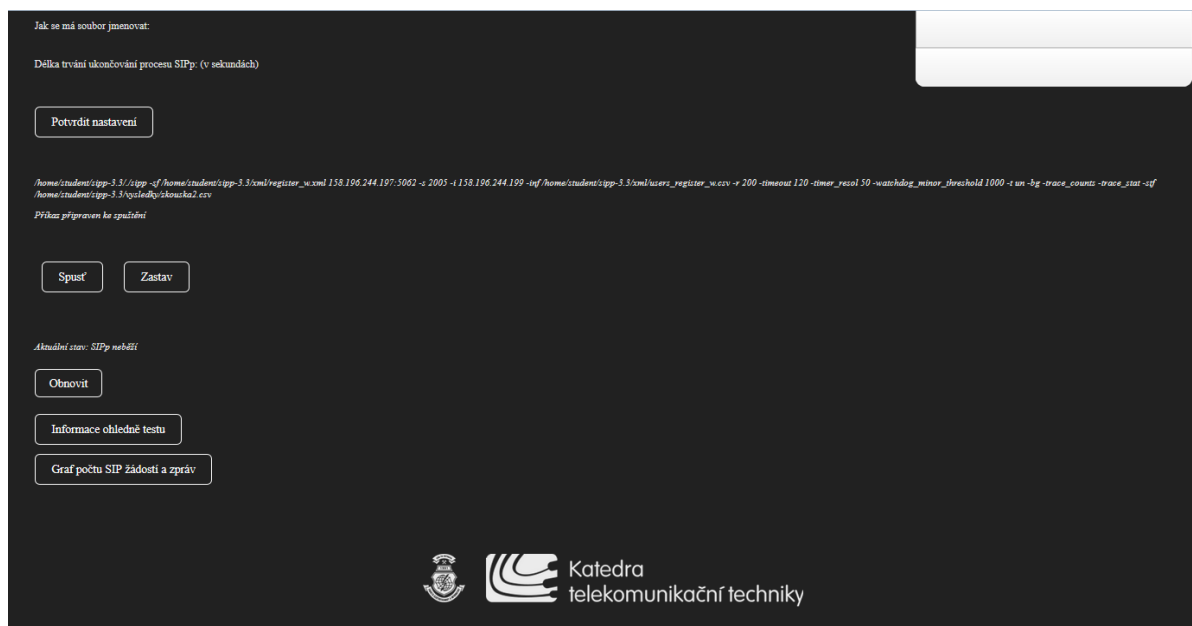 Jak se má soubor jmenovat:
Délka trvání ukončování procesu SIPp: (v sekundách)
Potvrdit nastavení
/home/student/sipp-3.3/./sipp -sf /home/student/sipp-3.3/xml/register_w.xml 158.196.244.197:5062 -s 2005 -i 158.196.244.199 -inf /home/student/sipp-3.3/xml/users_register_w.csv -r 200 -timeout 120 -timer_resol 50 -watchdog_minor_threshold 1000 -t un -bg -trace_counts -trace_stat -stf
/home/student/sipp-3.3/vysledky/skouska2.csv
Příkaz připraven ke spuštění
Spusť Zastav
Aktuální stav: SIPp neběží
Obnovit
Informace ohledně testu
Graf počtu SIP žádostí a zpráv
Katedra
telekomunikační techniky